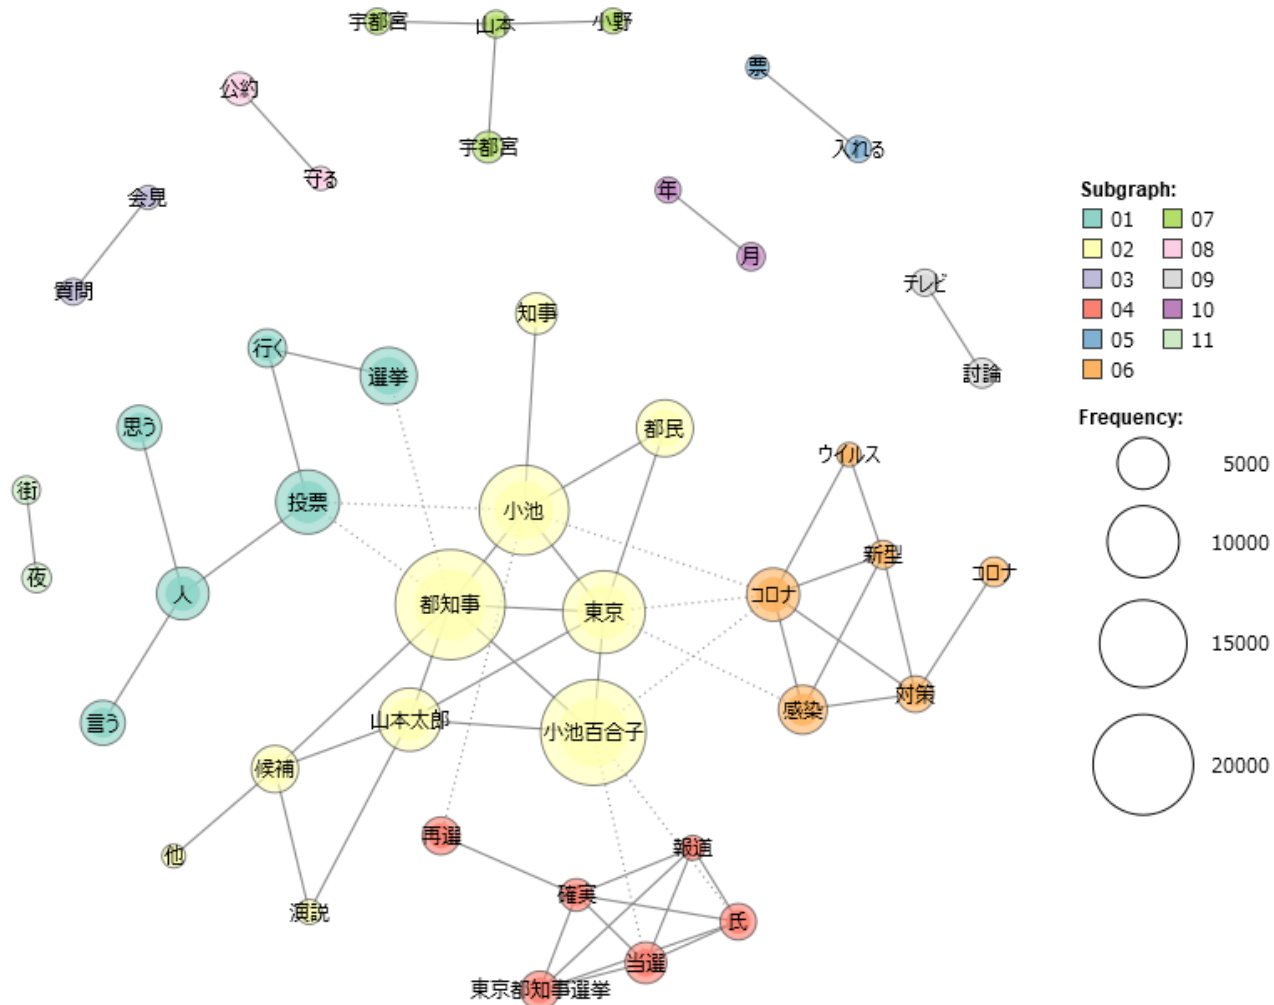 宇都宮
山本
小野
票
公約
宇都宮
入れる
守る
年
会見
月
質問
テレビ
知事
行く
選挙
討論
思う
都民
ウイルス
街
投票
小池
新型
コロナ
夜
人
都知事
東京
コロナ
言う
山本太郎
小池百合子
感染
対策
候補
再選
報道
他
確実
演説
氏
当選
東京都知事選挙
Subgraph:
01 07
02 08
03 09
04 10
05 11
06
Frequency:
5000
10000
15000
20000